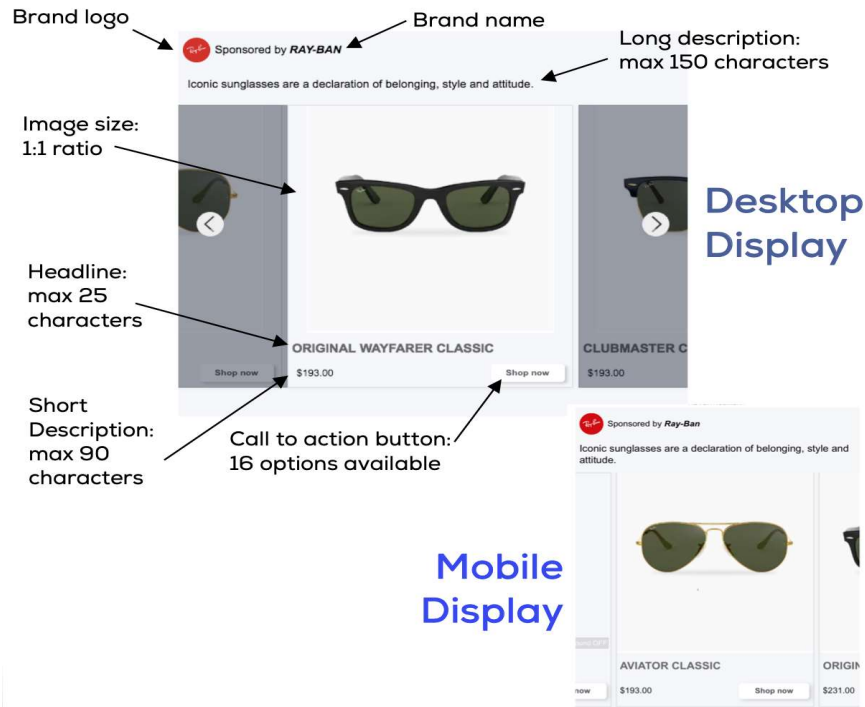 Brand logo
Brand name
Sponsored by RAY-BAN
Long description:
max 150 characters
Iconic sunglasses are a declaration of belonging, style and attitude.
Image size:
1:1 ratio
Desktop
Display
Headline:
max 25
characters
ORIGINAL WAYFARER CLASSIC
CLUBMASTER C
Shop now
$193.00
Shop now
$193.00
Short
Description:
max 90
characters
Call to action button:
16 options available
Ray-Ban
Sponsored by Ray-Ban
Iconic sunglasses are a declaration of belonging, style and
attitude.
Mobile
Display
OFF
AVIATOR CLASSIC
ORIGIN
now
$193.00
Shop now
$231.00